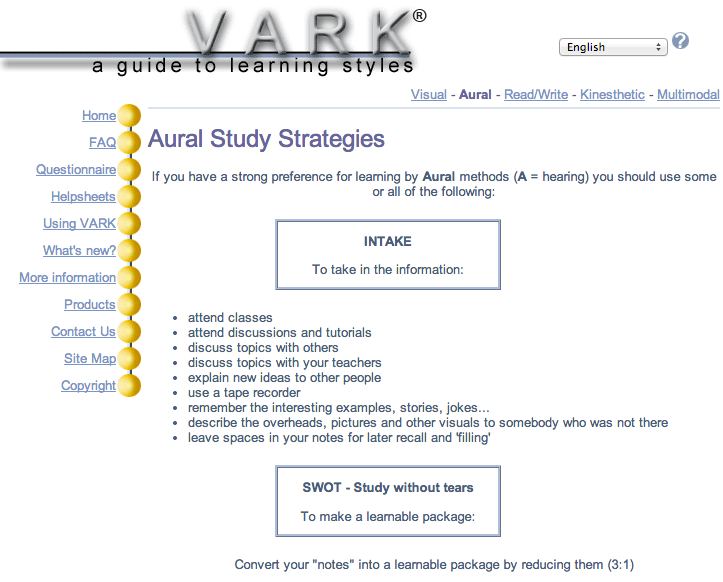 VARK®
a guide to learning styles
English
?
Visual - Aural - Read/Write - Kinesthetic - Multimodal
Home
FAQ
Questionnaire
Helpsheets
Using VARK
What's new?
More information
Products
Contact Us
Site Map
Copyright
Aural Study Strategies
If you have a strong preference for learning by Aural methods (A = hearing) you should use some
or all of the following:
INTAKE
To take in the information:
• attend classes
• attend discussions and tutorials
• discuss topics with others
• discuss topics with your teachers
• explain new ideas to other people
• use a tape recorder
• remember the interesting examples, stories, jokes...
• describe the overheads, pictures and other visuals to somebody who was not there
• leave spaces in your notes for later recall and 'filling'
SWOT - Study without tears
To make a learnable package:
Convert your "notes" into a learnable package by reducing them (3:1)